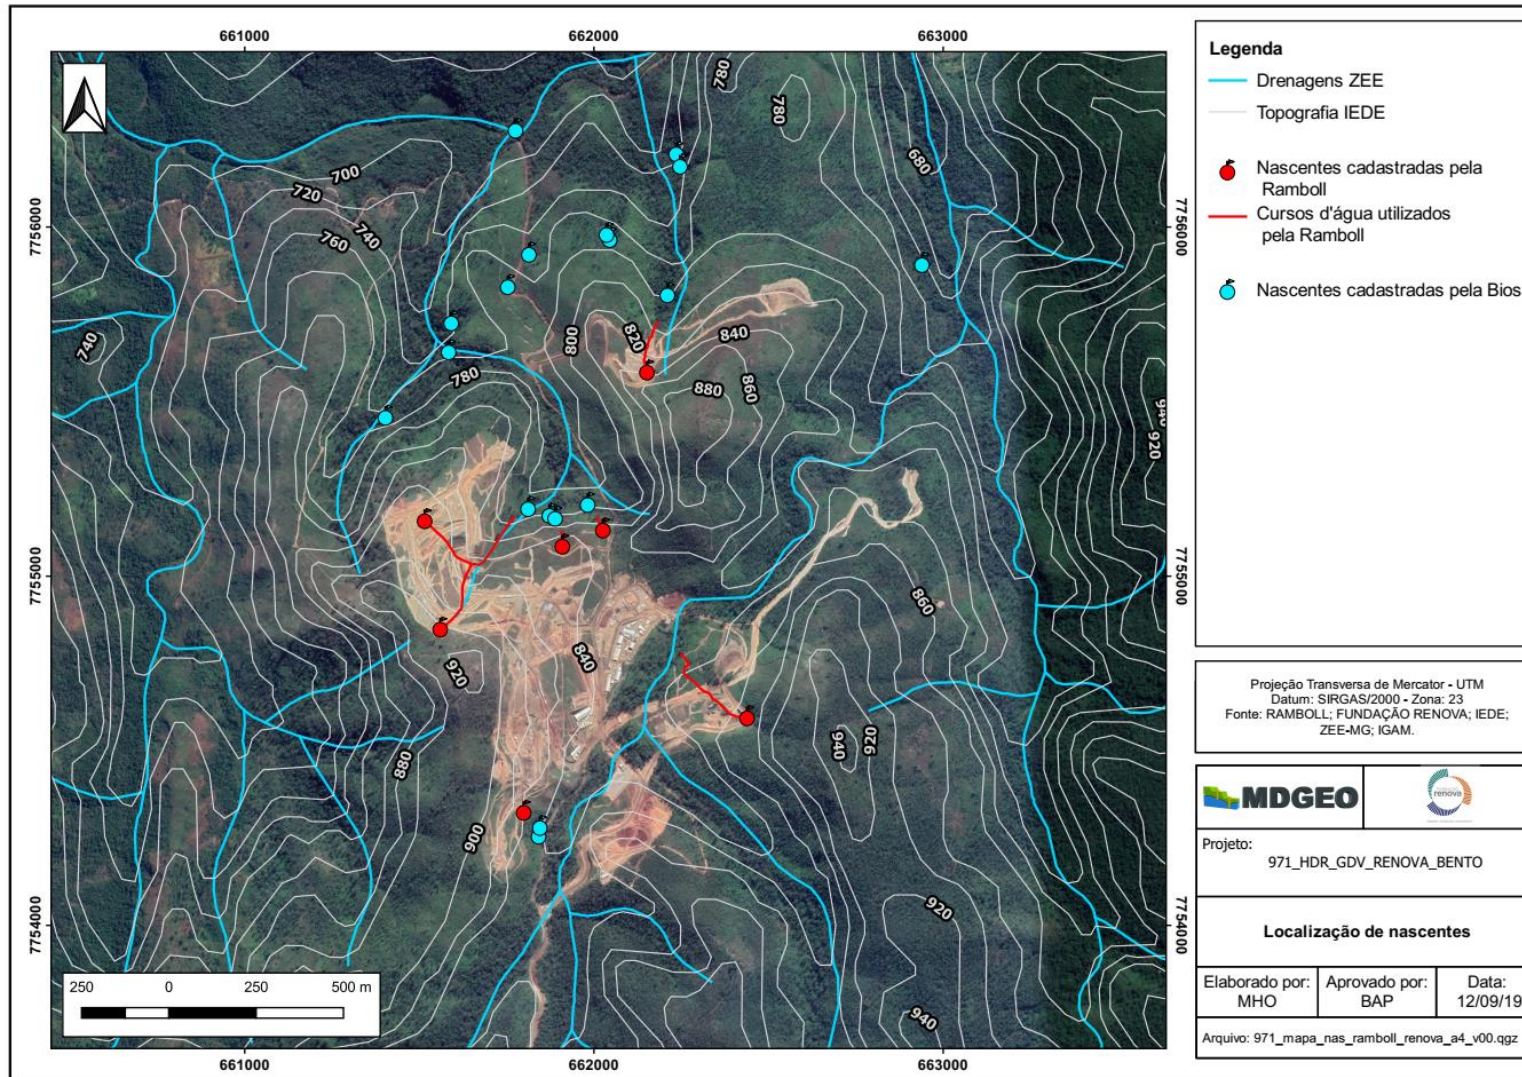 661000
662000
663000
7756000
7755000
7754000
7756000
7755000
7754000
661000
662000
663000
780
780
680
700
720
740
760
740
800
820
840
780
880
860
940
920
860
920
840
880
940
920
900
920
940
250 0 250 500 m
Legenda
Drenagens ZEE
Topografia IEDE
Nascentes cadastradas pela
Ramboll
Cursos d'água utilizados
pela Ramboll
Nascentes cadastradas pela Bios
Projeção Transversa de Mercator - UTM
Datum: SIRGAS/2000 - Zona: 23
Fonte: RAMBOLL; FUNDAÇÃO RENOVA; IEDE;
ZEE-MG; IGAM.
MDGEO
renova
Projeto:
971_HDR_GDV_RENOVA_BENTO
Localização de nascentes
Elaborado por: Aprovado por: Data:
MHO BAP 12/09/19
Arquivo: 971_mapa_nas_ramboll_renova_a4_v00.qgz